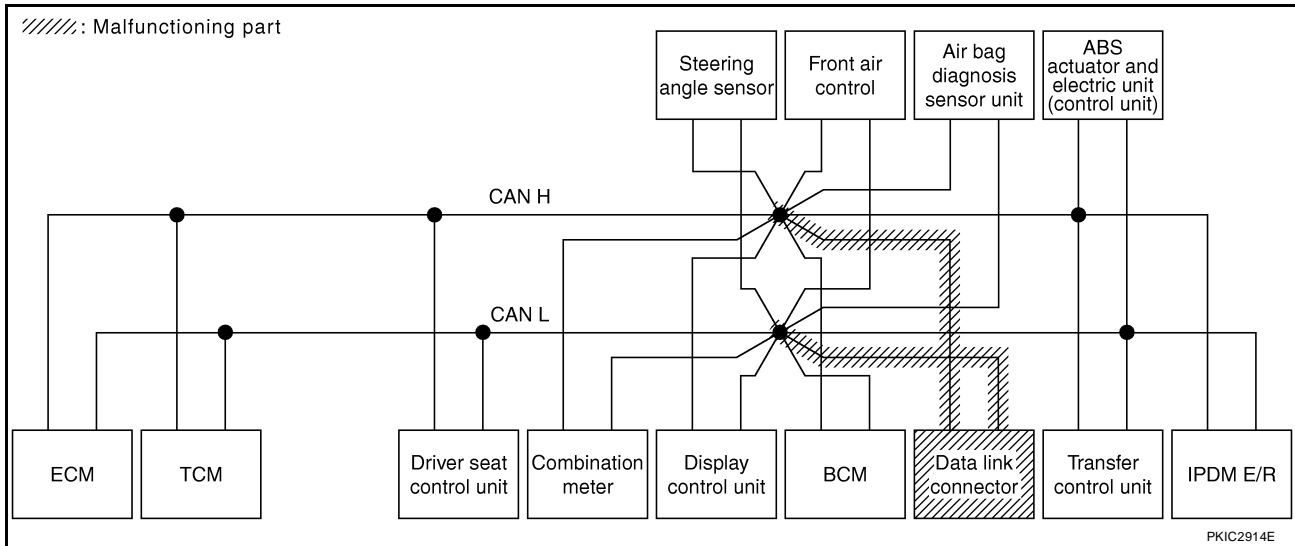 : Malfunctioning part
Steering
angle sensor
Front air
control
Air bag
diagnosis
sensor unit
ABS
actuator and
electric unit
(control unit)
CAN H
CAN L
ECM
TCM
Driver seat
control unit
Combination
meter
Display
control unit
BCM
Data link
connector
Transfer
control unit
IPDM E/R
PKIC2914E